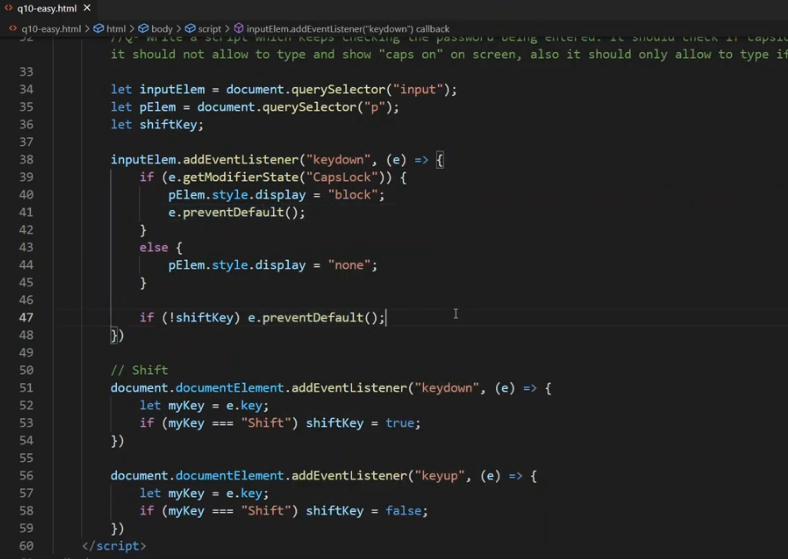 q10-easy.html
q10-easy.html > html > body > script > inputElem.addEventListener("keydown") callback
32 //Q- Write a script which keeps checking the password being entered. It should check if capslo
it should not allow to type and show "caps on" on screen, also it should only allow to type if
33
34 let inputElem = document.querySelector("input");
35 let pElem = document.querySelector("p");
36 let shiftKey;
37
38 inputElem.addEventListener("keydown", (e) => {
39 if (e.getModifierState("CapsLock")) {
40 pElem.style.display = "block";
41 e.preventDefault();
42 }
43 else {
44 pElem.style.display = "none";
45 }
46
47 if (!shiftKey) e.preventDefault();
48 })
49
50 // Shift
51 document.documentElement.addEventListener("keydown", (e) => {
52 let myKey = e.key;
53 if (myKey === "Shift") shiftKey = true;
54 })
55
56 document.documentElement.addEventListener("keyup", (e) => {
57 let myKey = e.key;
58 if (myKey === "Shift") shiftKey = false;
59 })
60 </script>